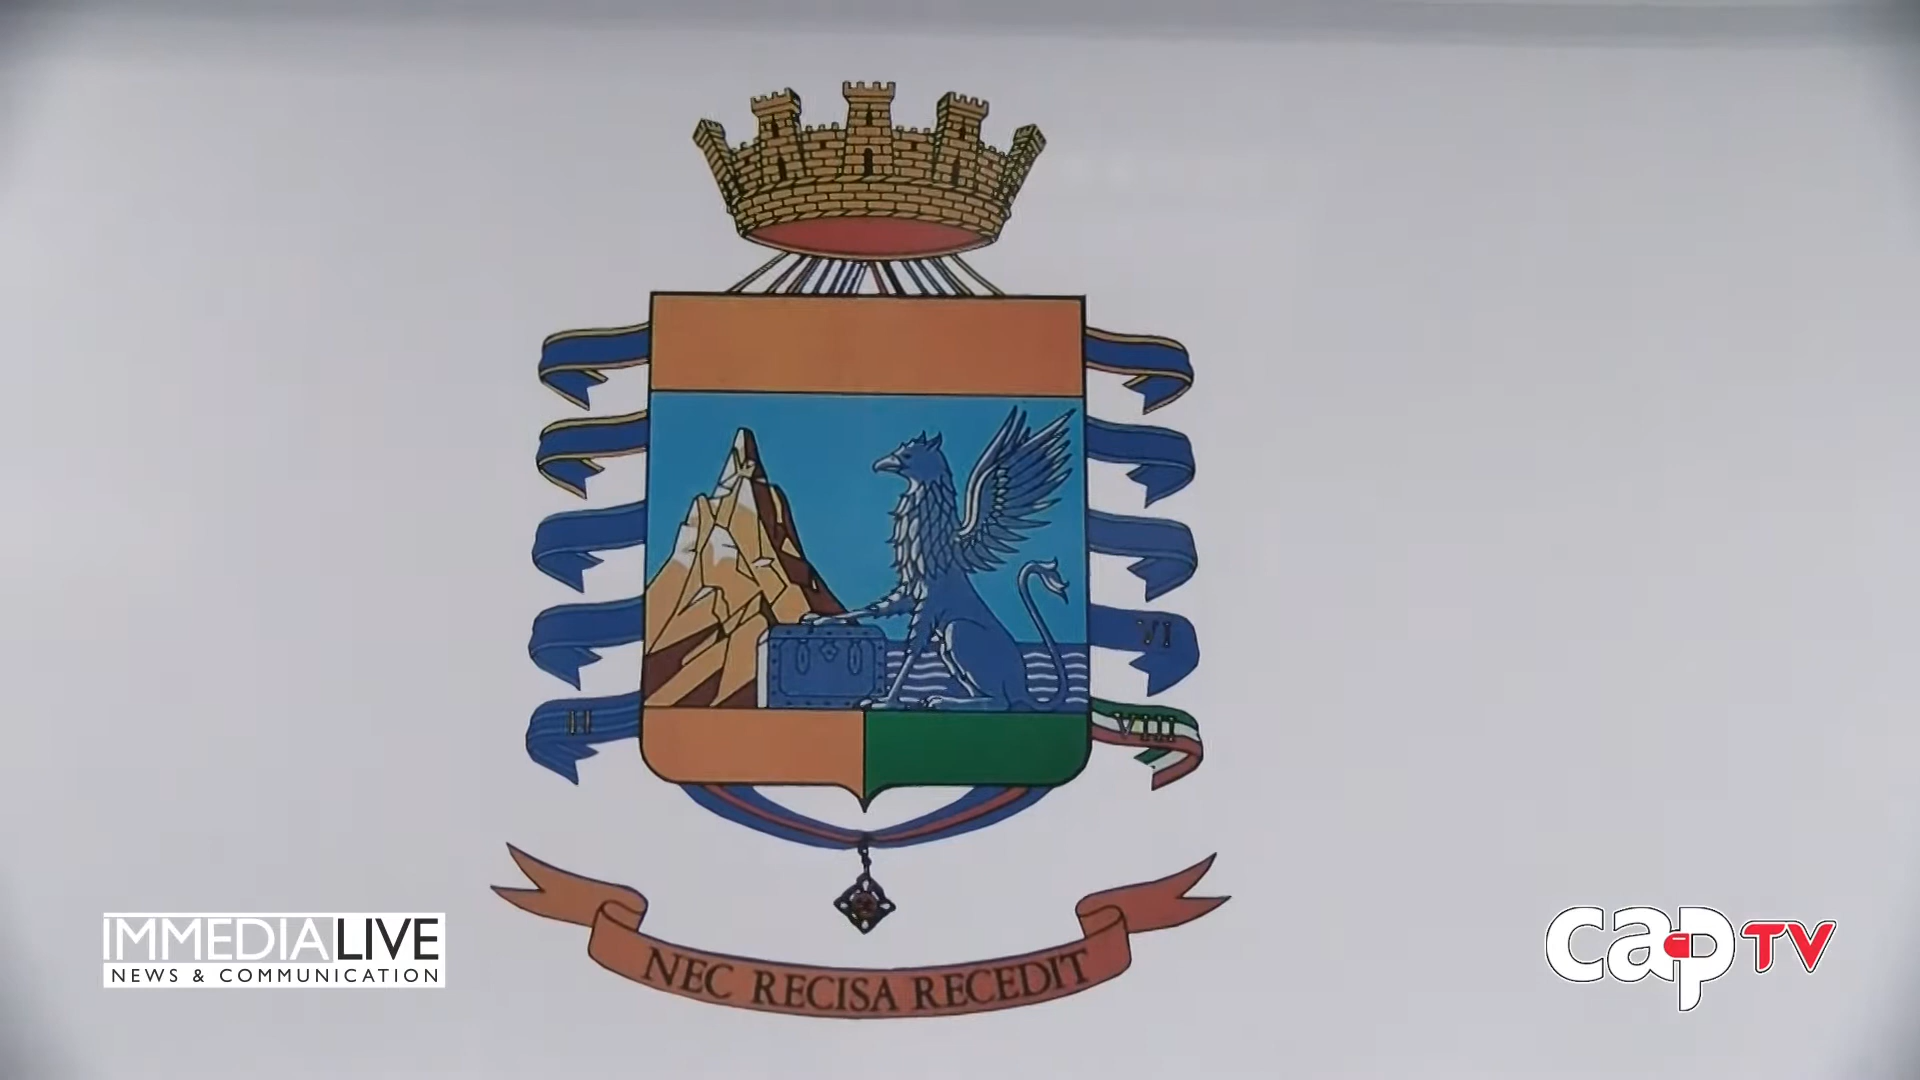 II
VI
VIII
NEC RECISA RECEDIT
IMMEDIALIVE
NEWS & COMMUNICATION
capTV